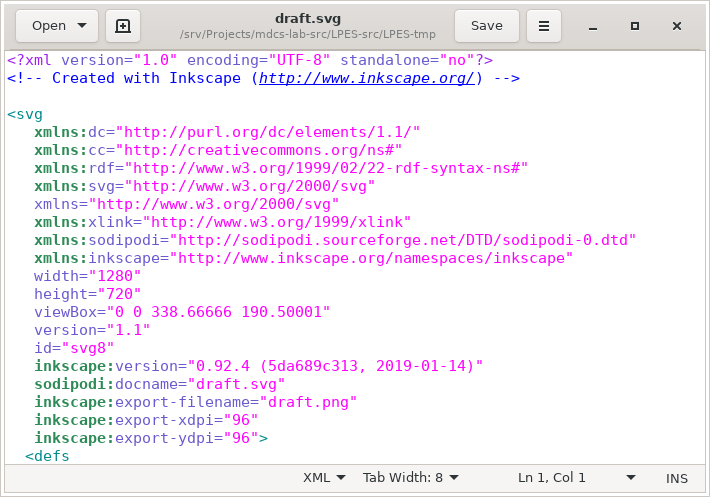 Open
draft.svg
/srv/Projects/mdcs-lab-src/LPES-src/LPES-tmp
Save
<?xml version="1.0" encoding="UTF-8" standalone="no"?>
<!-- Created with Inkscape (http://www.inkscape.org/) -->
<svg
xmlns:dc="http://purl.org/dc/elements/1.1/"
xmlns:cc="http://creativecommons.org/ns#"
xmlns:rdf="http://www.w3.org/1999/02/22-rdf-syntax-ns#"
xmlns:svg="http://www.w3.org/2000/svg"
xmlns="http://www.w3.org/2000/svg"
xmlns:xlink="http://www.w3.org/1999/xlink"
xmlns:sodipodi="http://sodipodi.sourceforge.net/DTD/sodipodi-0.dtd"
xmlns:inkscape="http://www.inkscape.org/namespaces/inkscape"
width="1280"
height="720"
viewBox="0 0 338.66666 190.50001"
version="1.1"
id="svg8"
inkscape:version="0.92.4 (5da689c313, 2019-01-14)"
sodipodi:docname="draft.svg"
inkscape:export-filename="draft.png"
inkscape:export-xdpi="96"
inkscape:export-ydpi="96">
<defs
XML Tab Width: 8 Ln 1, Col 1 INS